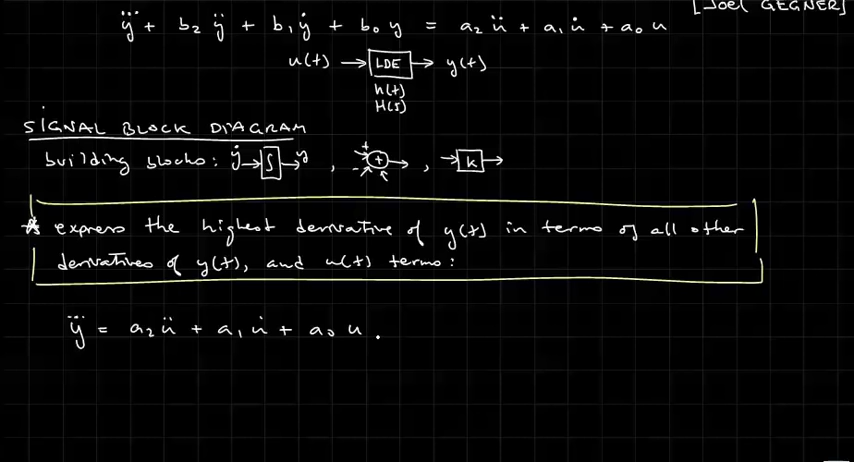 [Joel GEGNER]
y⃛ + b₂ ÿ + b₁ ẏ + b₀ y = a₂ ü + a₁ u̇ + a₀ u
u(t) → LDE → y(t)
h(t)
H(s)
SIGNAL BLOCK DIAGRAM
building blocks: ẏ → ∫ → y , + + - , → k →
* express the highest derivative of y(t) in terms of all other
derivatives of y(t), and u(t) terms:
y⃛ = a₂ ü + a₁ u̇ + a₀ u